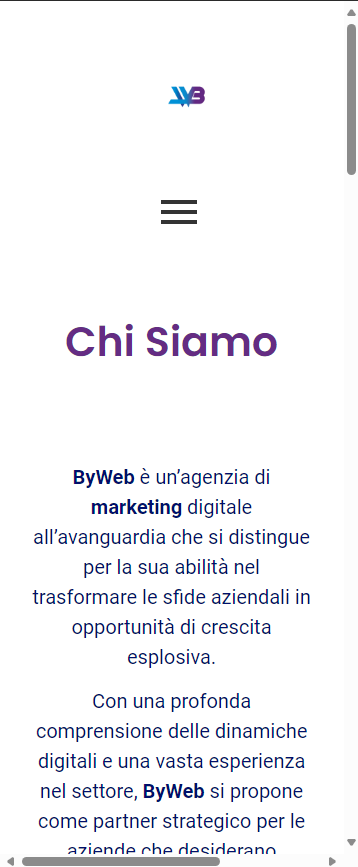 Chi Siamo
ByWeb è un’agenzia di
marketing digitale
all’avanguardia che si distingue
per la sua abilità nel
trasformare le sfide aziendali in
opportunità di crescita
esplosiva.
Con una profonda
comprensione delle dinamiche
digitali e una vasta esperienza
nel settore, ByWeb si propone
come partner strategico per le
aziende che desiderano